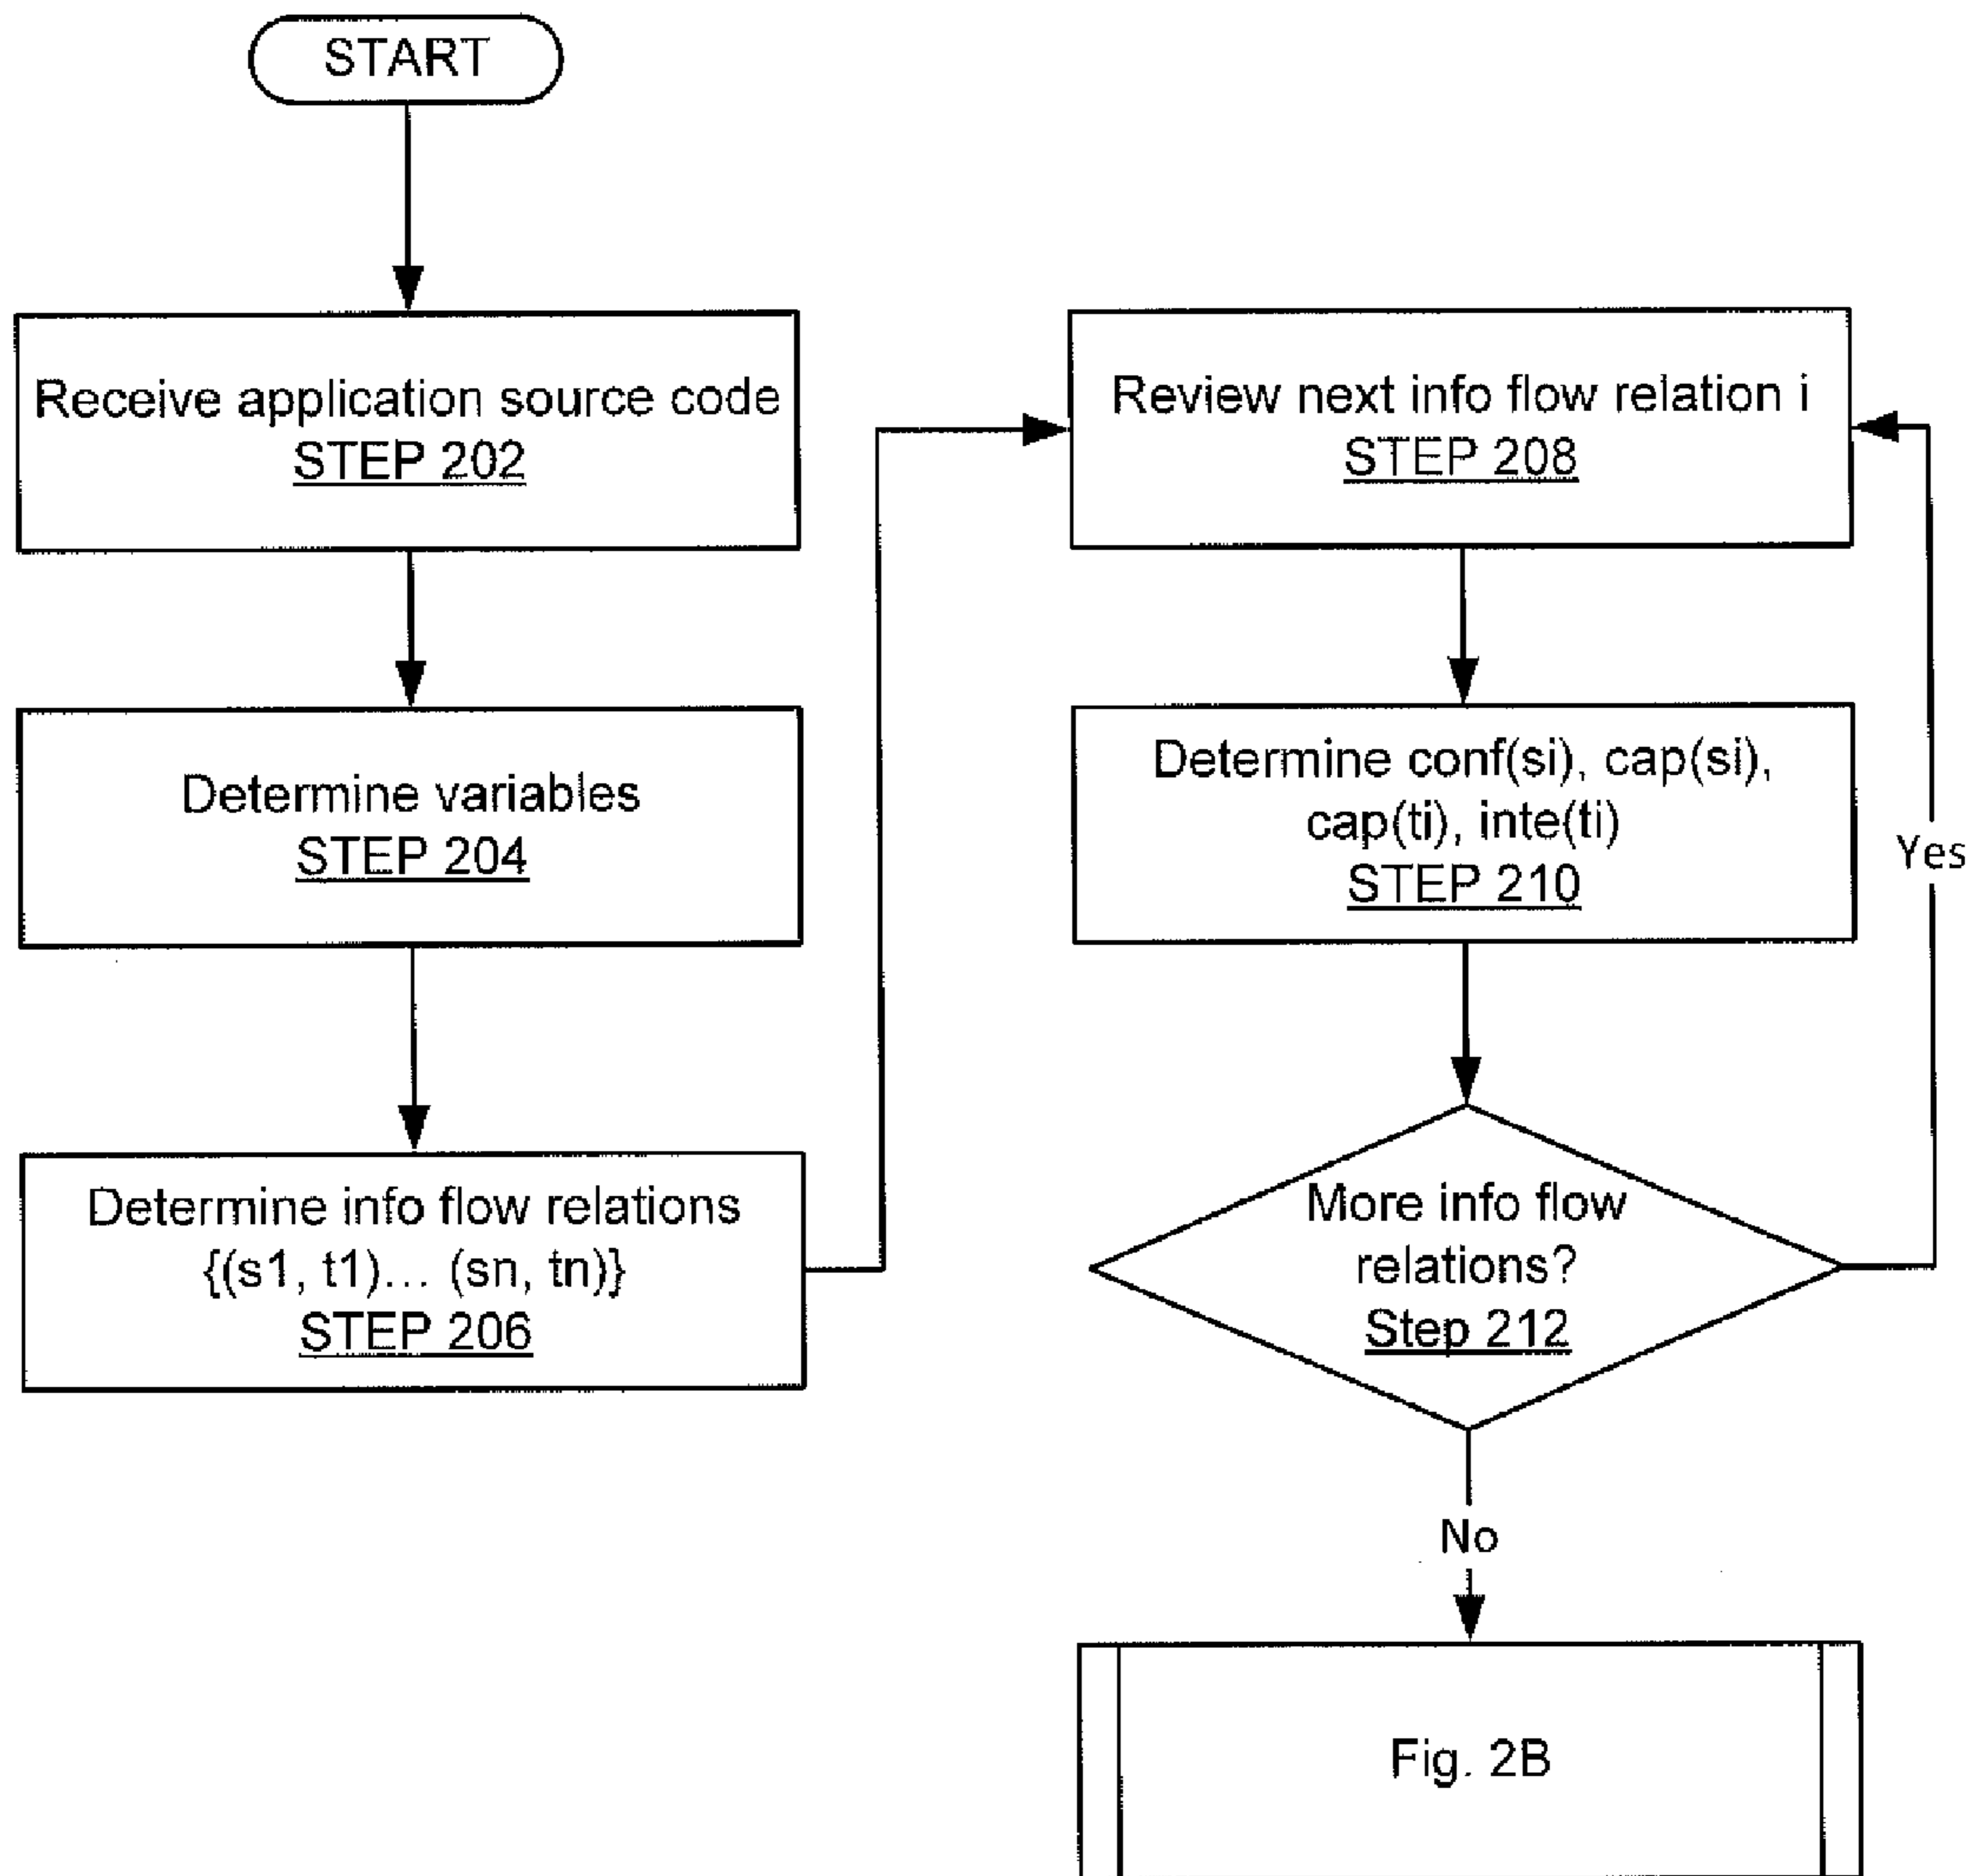 START
Receive application source code
STEP 202
Determine variables
STEP 204
Determine info flow relations
{(s1, t1)... (sn, tn)}
STEP 206
Review next info flow relation i
STEP 208
Determine conf(si), cap(si),
cap(ti), inte(ti)
STEP 210
Yes
More info flow
relations?
Step 212
No
Fig. 2B